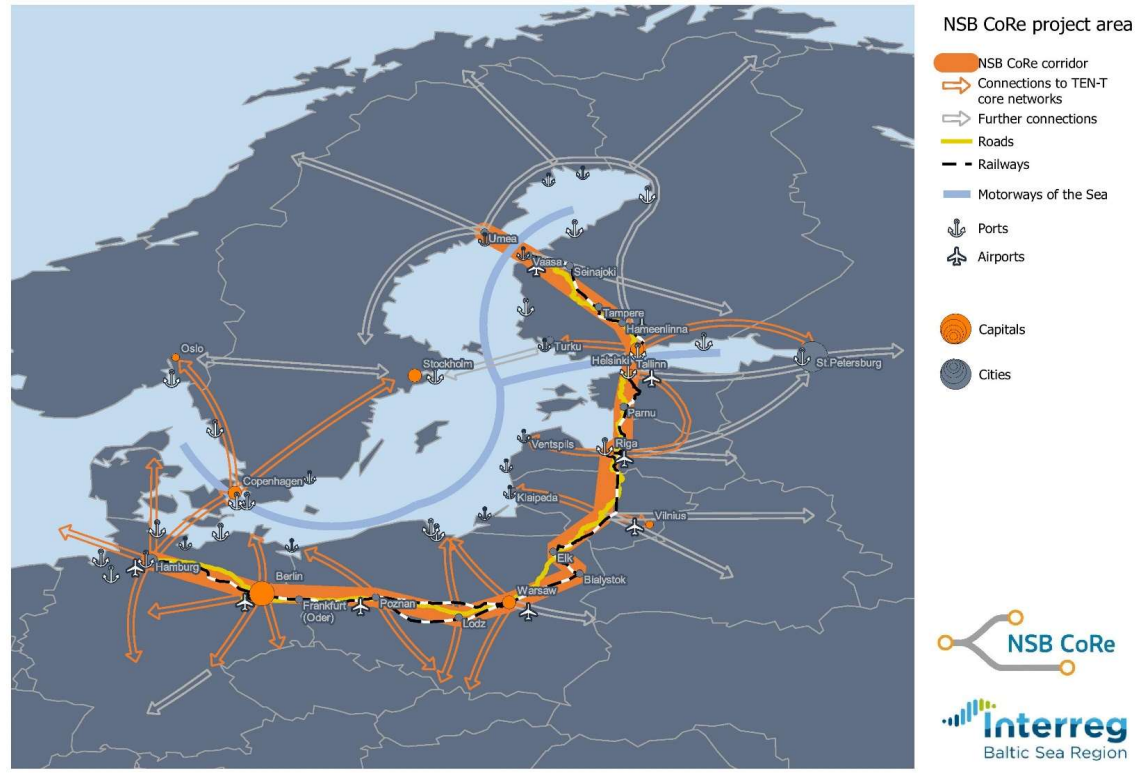 NSB CoRe project area
NSB CoRe corridor
Connections to TEN-T
core networks
Further connections
Roads
Railways
Motorways of the Sea
Ports
Airports
Capitals
Cities
Umea
Vaasa
Seinajoki
Tampere
Hameenlinna
Turku
Helsinki
Tallinn
St.Petersburg
Oslo
Stockholm
Parnu
Ventspils
Riga
Copenhagen
Klaipeda
Vilnius
Elk
Bialystok
Hamburg
Berlin
Frankfurt
(Oder)
Poznan
Lodz
Warsaw
NSB CoRe
Interreg
Baltic Sea Region